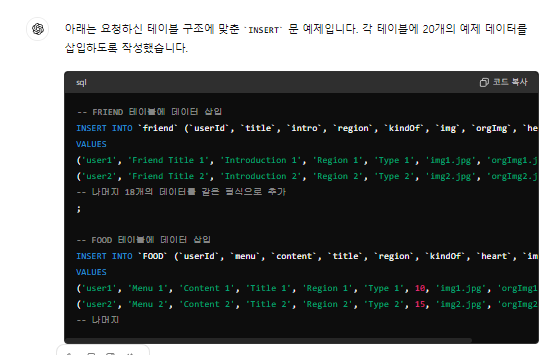 아래는 요청하신 테이블 구조에 맞춘 `INSERT` 문 예제입니다. 각 테이블에 20개의 예제 데이터를
삽입하도록 작성했습니다.
sql
코드 복사
-- FRIEND 테이블에 데이터 삽입
INSERT INTO `friend` (`userId`, `title`, `intro`, `region`, `kindOf`, `img`, `orgImg`, `he
VALUES
('user1', 'Friend Title 1', 'Introduction 1', 'Region 1', 'Type 1', 'img1.jpg', 'orgImg1.j
('user2', 'Friend Title 2', 'Introduction 2', 'Region 2', 'Type 2', 'img2.jpg', 'orgImg2.j
-- 나머지 18개의 데이터를 같은 형식으로 추가
;
-- FOOD 테이블에 데이터 삽입
INSERT INTO `FOOD` (`userId`, `menu`, `content`, `title`, `region`, `kindOf`, `heart`, `im
VALUES
('user1', 'Menu 1', 'Content 1', 'Title 1', 'Region 1', 'Type 1', 10, 'img1.jpg', 'orgImg1
('user2', 'Menu 2', 'Content 2', 'Title 2', 'Region 2', 'Type 2', 15, 'img2.jpg', 'orgImg2
-- 나머지